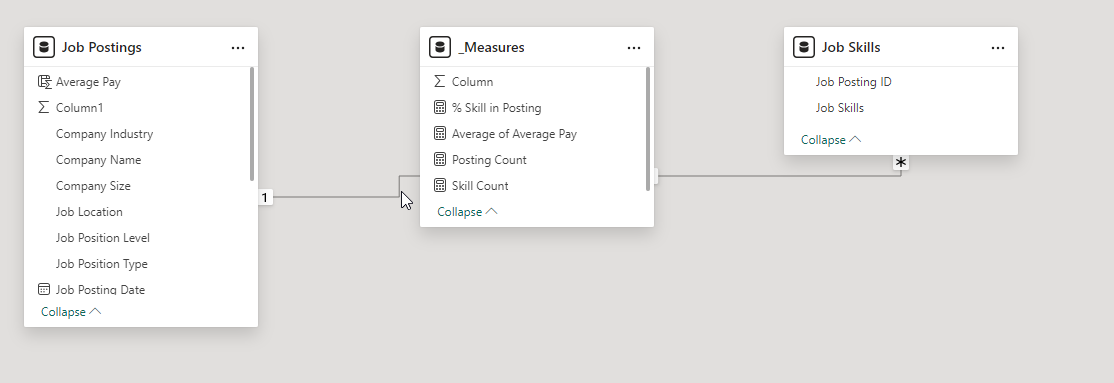 Job Postings
Average Pay
Column1
Company Industry
Company Name
Company Size
Job Location
Job Position Level
Job Position Type
Job Posting Date
Collapse
1
_Measures
Column
% Skill in Posting
Average of Average Pay
Posting Count
Skill Count
Collapse
Job Skills
Job Posting ID
Job Skills
Collapse
*